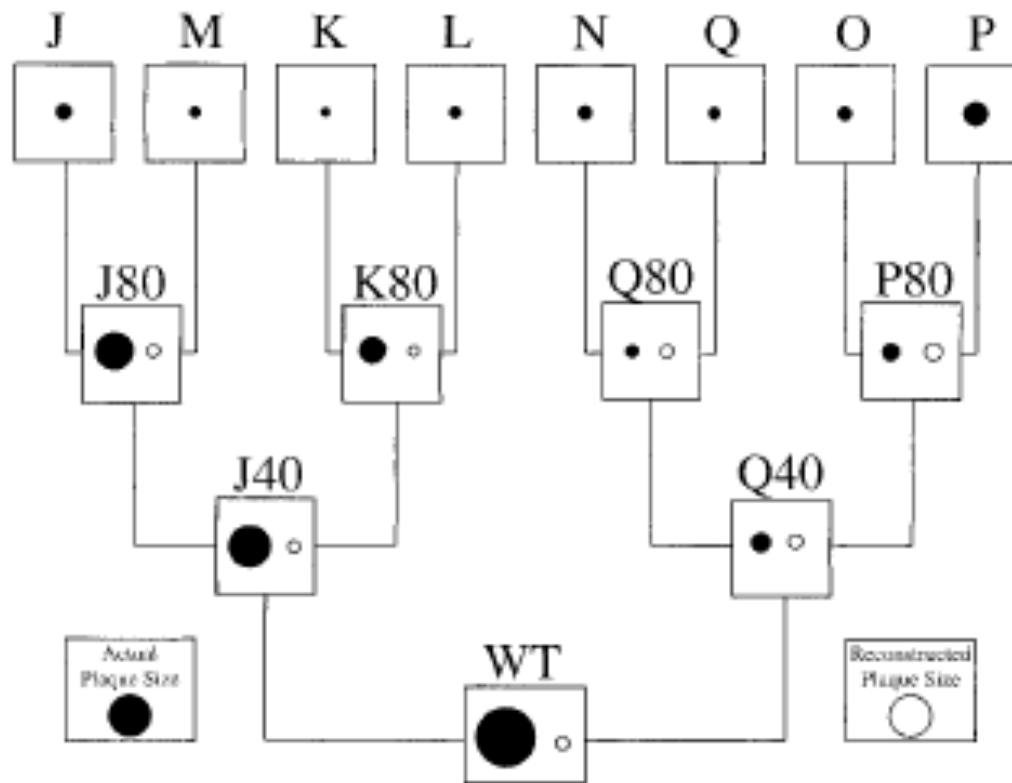 J M K L N Q O P
J80 K80 Q80 P80
J40 Q40
WT
Actual
Plaque Size
Reconstructed
Plaque Size